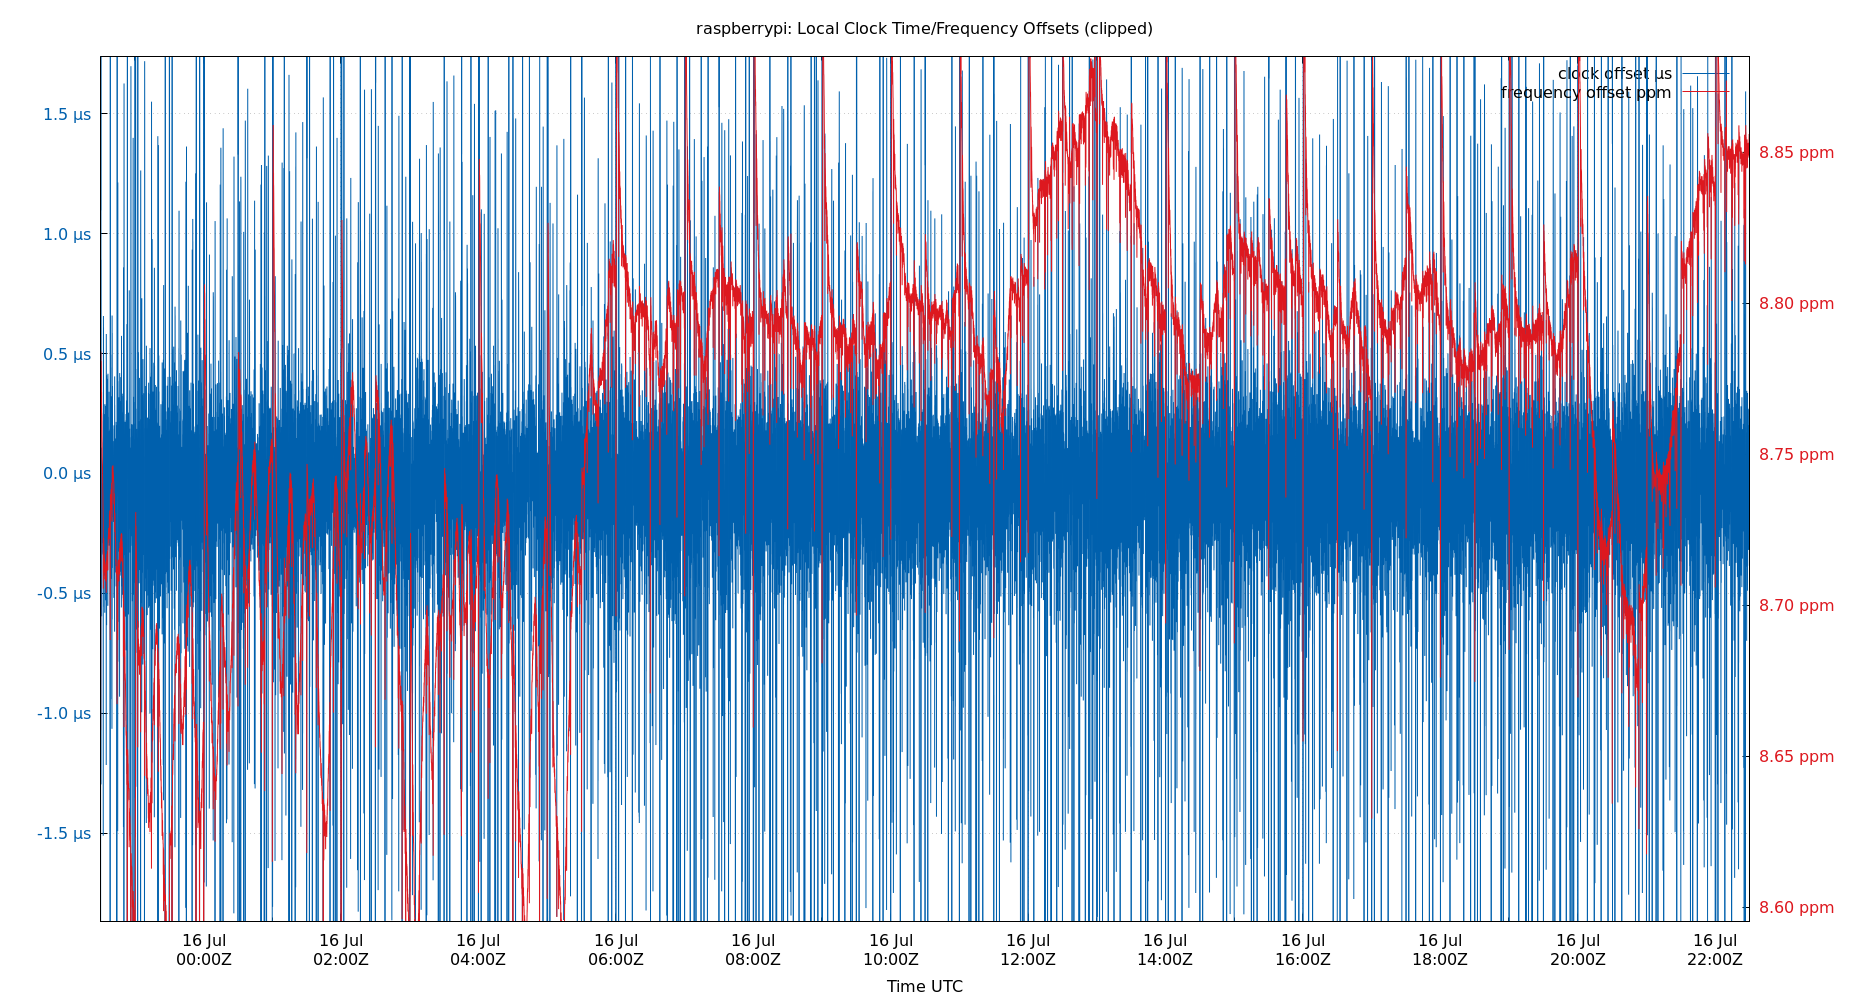 raspberrypi: Local Clock Time/Frequency Offsets (clipped)
clock offset µs
frequency offset ppm
1.5 µs
1.0 µs
0.5 µs
0.0 µs
-0.5 µs
-1.0 µs
-1.5 µs
8.85 ppm
8.80 ppm
8.75 ppm
8.70 ppm
8.65 ppm
8.60 ppm
16 Jul 16 Jul 16 Jul 16 Jul 16 Jul 16 Jul 16 Jul 16 Jul 16 Jul 16 Jul 16 Jul 16 Jul
00:00Z 02:00Z 04:00Z 06:00Z 08:00Z 10:00Z 12:00Z 14:00Z 16:00Z 18:00Z 20:00Z 22:00Z
Time UTC